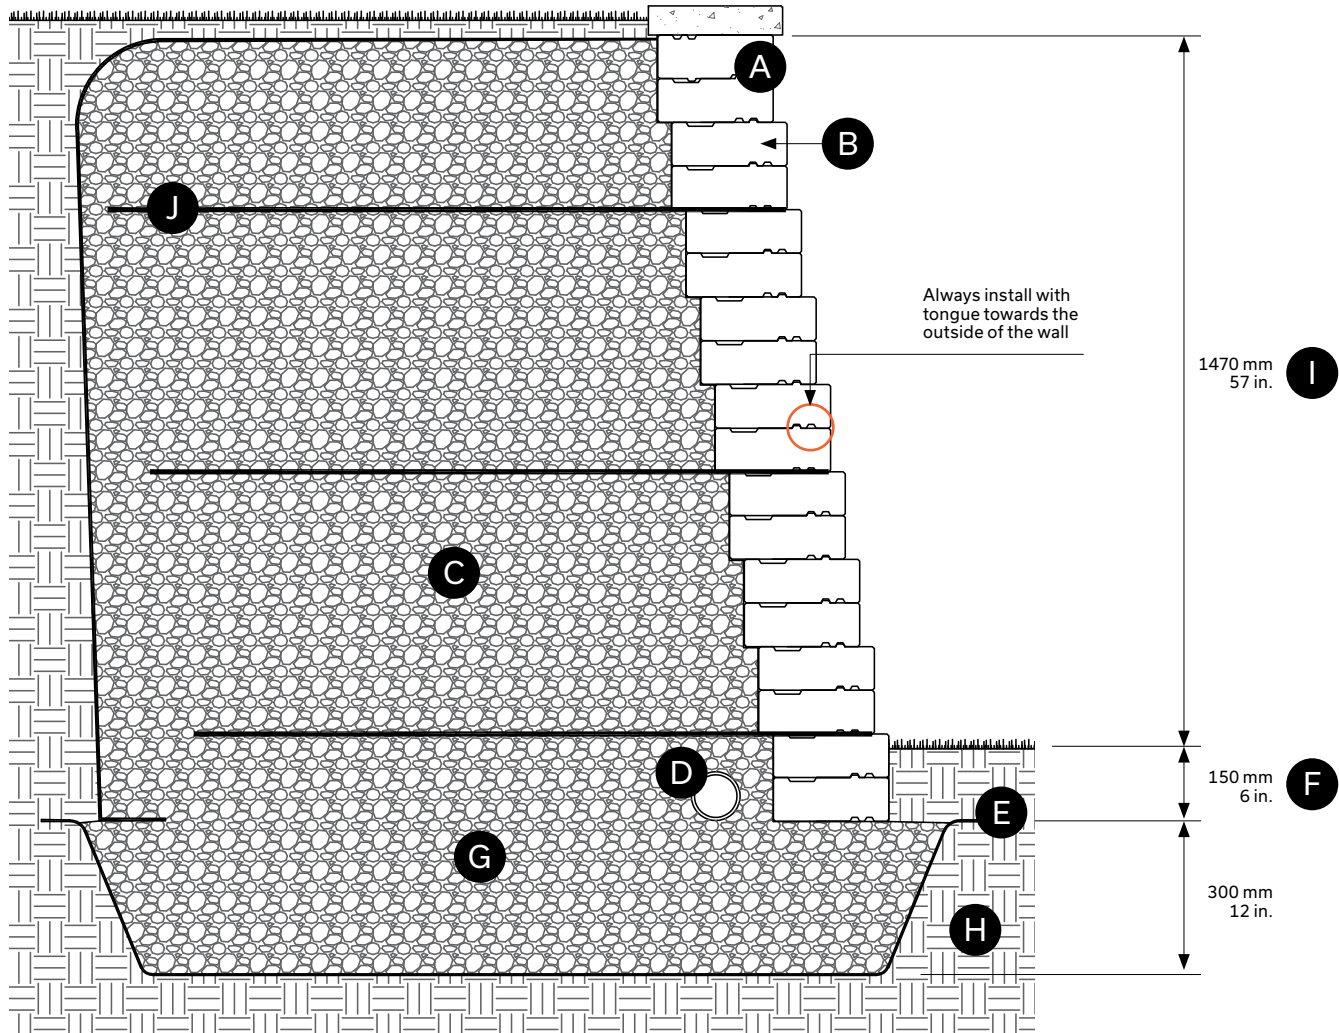 A
B
J
Always install with
tongue towards the
outside of the wall
1470 mm
57 in.
I
C
D
150 mm
6 in.
F
E
G
300 mm
12 in.
H